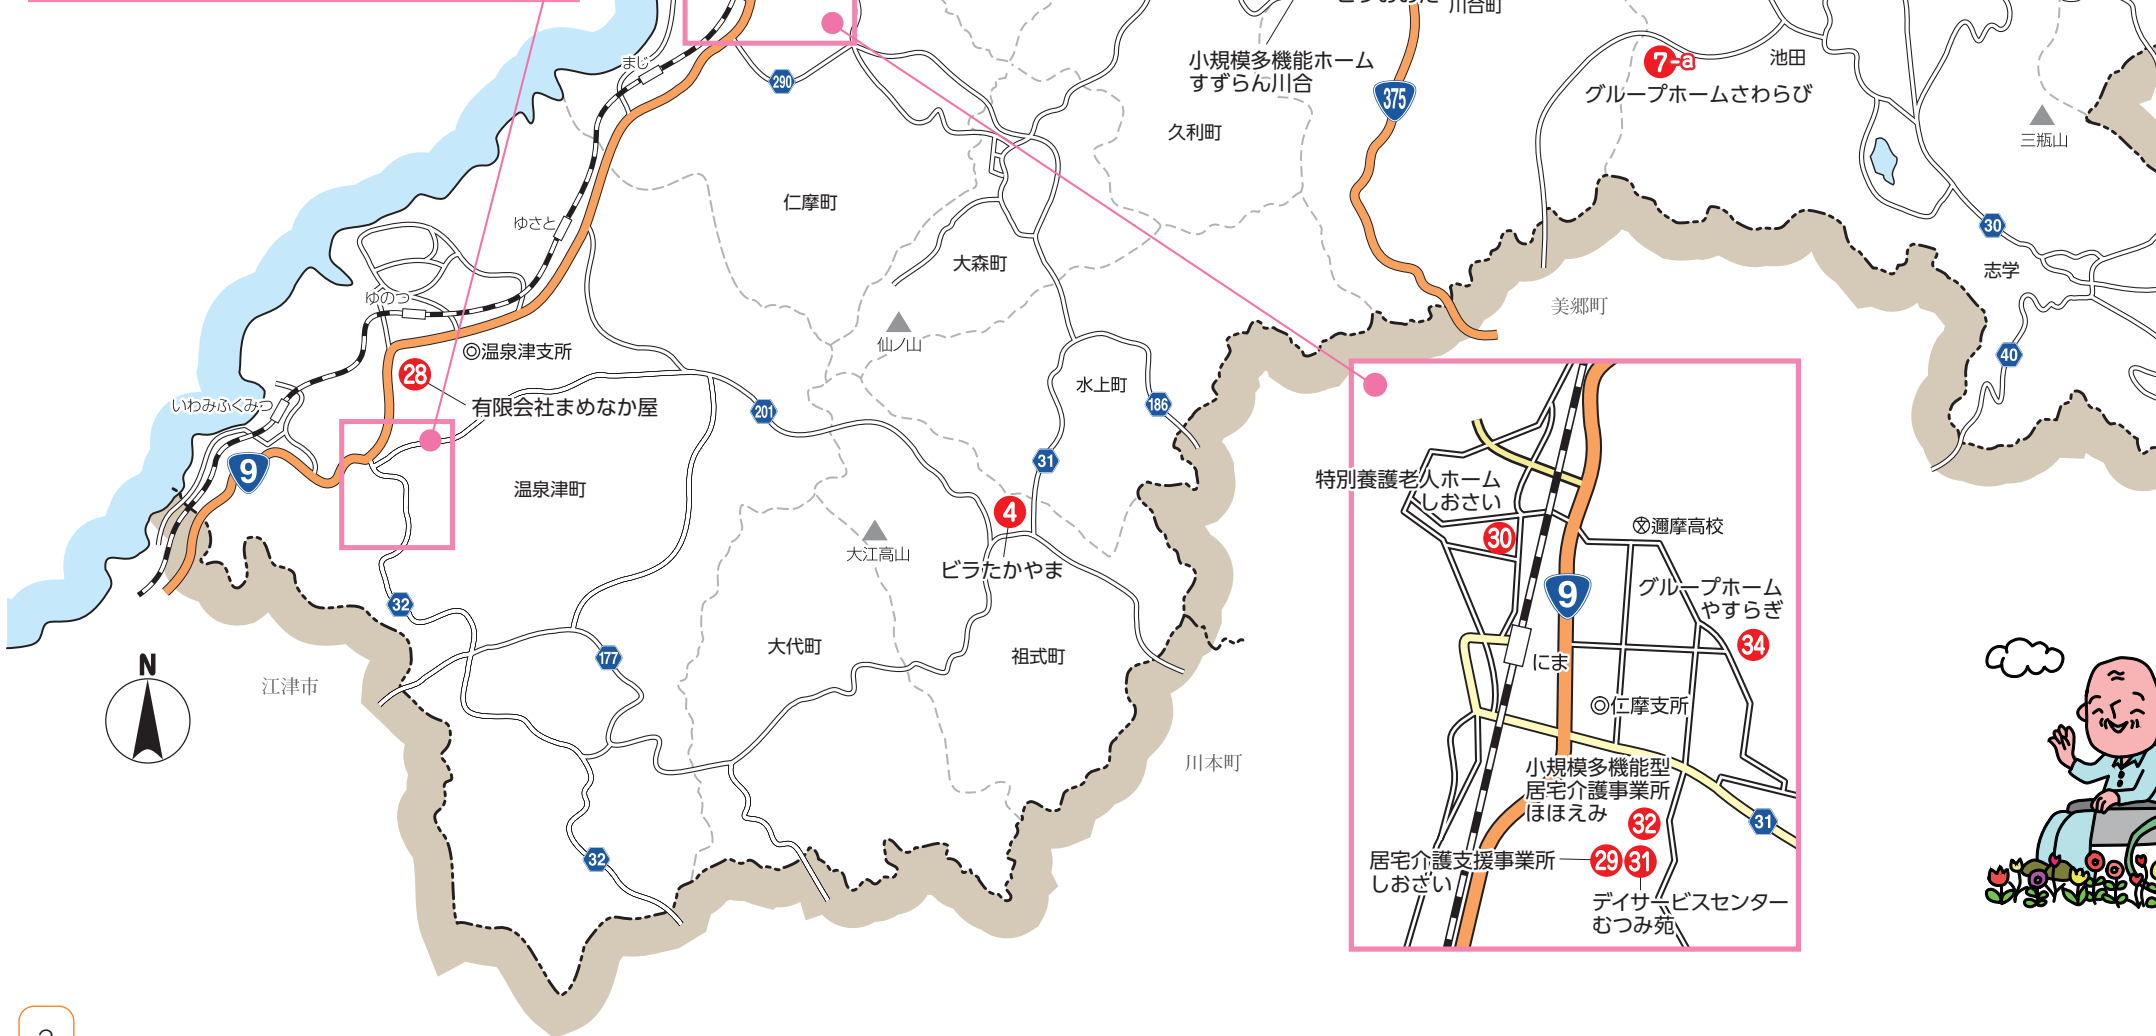 川合町
まじ
290
小規模多機能ホーム
すずらん川合
375
久利町
7-a
池田
グループホームさわらび
三瓶山
仁摩町
ゆさと
大森町
30
志学
ゆのつ
美郷町
仙ノ山
温泉津支所
40
28
有限会社まめなか屋
いわみふくみつ
201
水上町
186
9
31
温泉津町
4
大江高山
ビラたかやま
32
177
大代町
祖式町
N
江津市
川本町
32
特別養護老人ホーム
しおさい
30
邇摩高校
文
9
グループホーム
やすらぎ
34
にま
仁摩支所
小規模多機能型
居宅介護事業所
ほほえみ
32
31
居宅介護支援事業所
しおさい
29
31
デイサービスセンター
むつみ苑